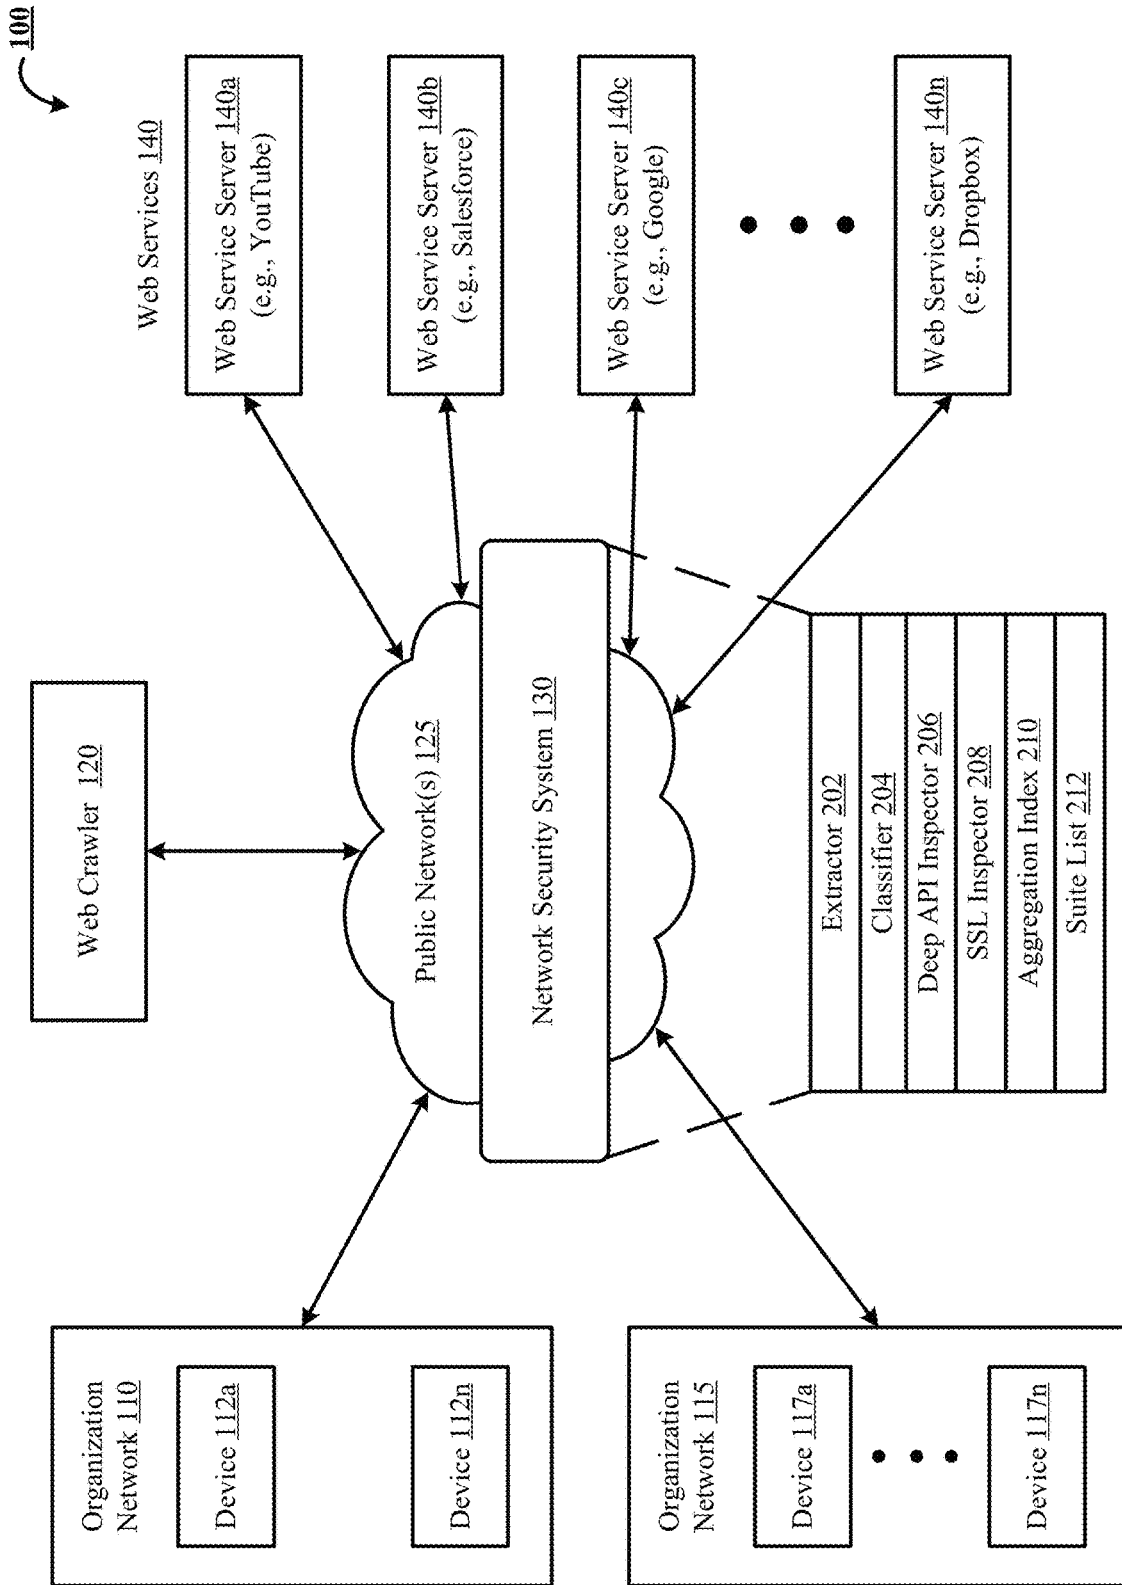 100
Organization
Network 110
Device 112a
Device 112n
Organization
Network 115
Device 117a
Device 117n
Web Crawler 120
Public Network(s) 125
Network Security System 130
Extractor 202
Classifier 204
Deep API Inspector 206
SSL Inspector 208
Aggregation Index 210
Suite List 212
Web Services 140
Web Service Server 140a
(e.g., YouTube)
Web Service Server 140b
(e.g., Salesforce)
Web Service Server 140c
(e.g., Google)
Web Service Server 140n
(e.g., Dropbox)